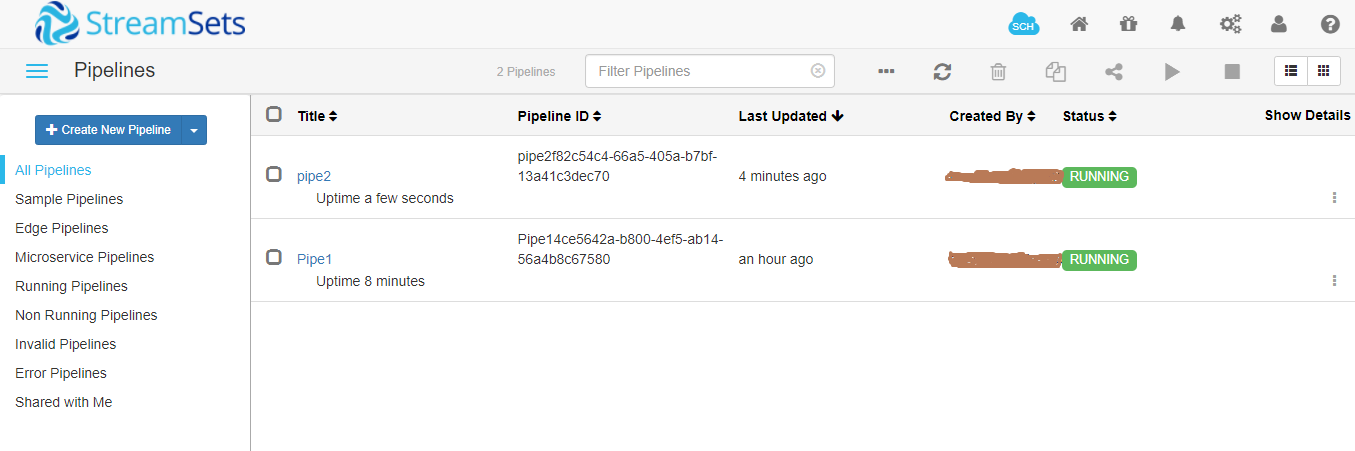 StreamSets
SCH
Pipelines
2 Pipelines
Filter Pipelines
Create New Pipeline
All Pipelines
Sample Pipelines
Edge Pipelines
Microservice Pipelines
Running Pipelines
Non Running Pipelines
Invalid Pipelines
Error Pipelines
Shared with Me
Title Pipeline ID Last Updated Created By Status Show Details
pipe2f82c54c4-66a5-405a-b7bf-
pipe2 13a41c3dec70 4 minutes ago RUNNING
Uptime a few seconds
Pipe14ce5642a-b800-4ef5-ab14-
Pipe1 56a4b8c67580 an hour ago RUNNING
Uptime 8 minutes